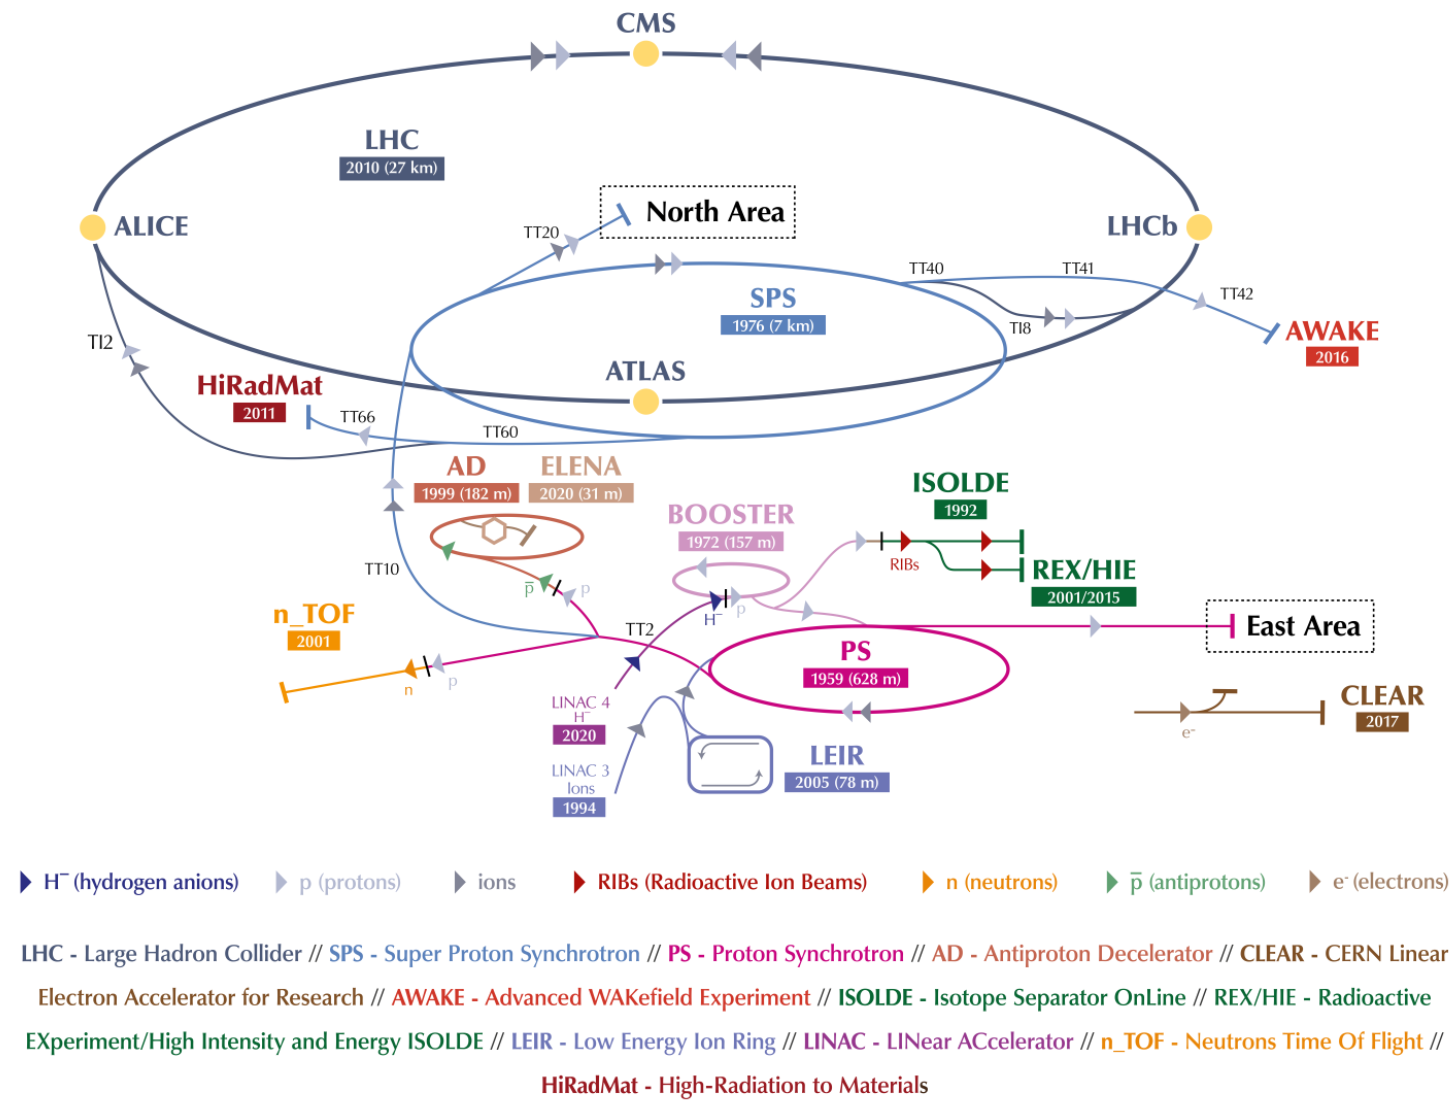 CMS
LHC
2010 (27 km)
North Area
ALICE
LHCb
TT20
TT40
TT41
TT42
SPS
1976 (7 km)
TI8
AWAKE
2016
TI2
ATLAS
HiRadMat
2011
TT66
TT60
AD
1999 (182 m)
ELENA
2020 (31 m)
ISOLDE
1992
BOOSTER
1972 (157 m)
RIBs
REX/HIE
2001/2015
TT10
p̅
p
p
H⁻
n_TOF
2001
TT2
East Area
PS
1959 (628 m)
n
p
LINAC 4
H⁻
2020
CLEAR
2017
e⁻
LEIR
2005 (78 m)
LINAC 3
Ions
1994
H⁻ (hydrogen anions) p (protons) ions RIBs (Radioactive Ion Beams) n (neutrons) p̅ (antiprotons) e⁻ (electrons)
LHC - Large Hadron Collider // SPS - Super Proton Synchrotron // PS - Proton Synchrotron // AD - Antiproton Decelerator // CLEAR - CERN Linear
Electron Accelerator for Research // AWAKE - Advanced WAKefield Experiment // ISOLDE - Isotope Separator OnLine // REX/HIE - Radioactive
EXperiment/High Intensity and Energy ISOLDE // LEIR - Low Energy Ion Ring // LINAC - LINear ACcelerator // n_TOF - Neutrons Time Of Flight //
HiRadMat - High-Radiation to Materials